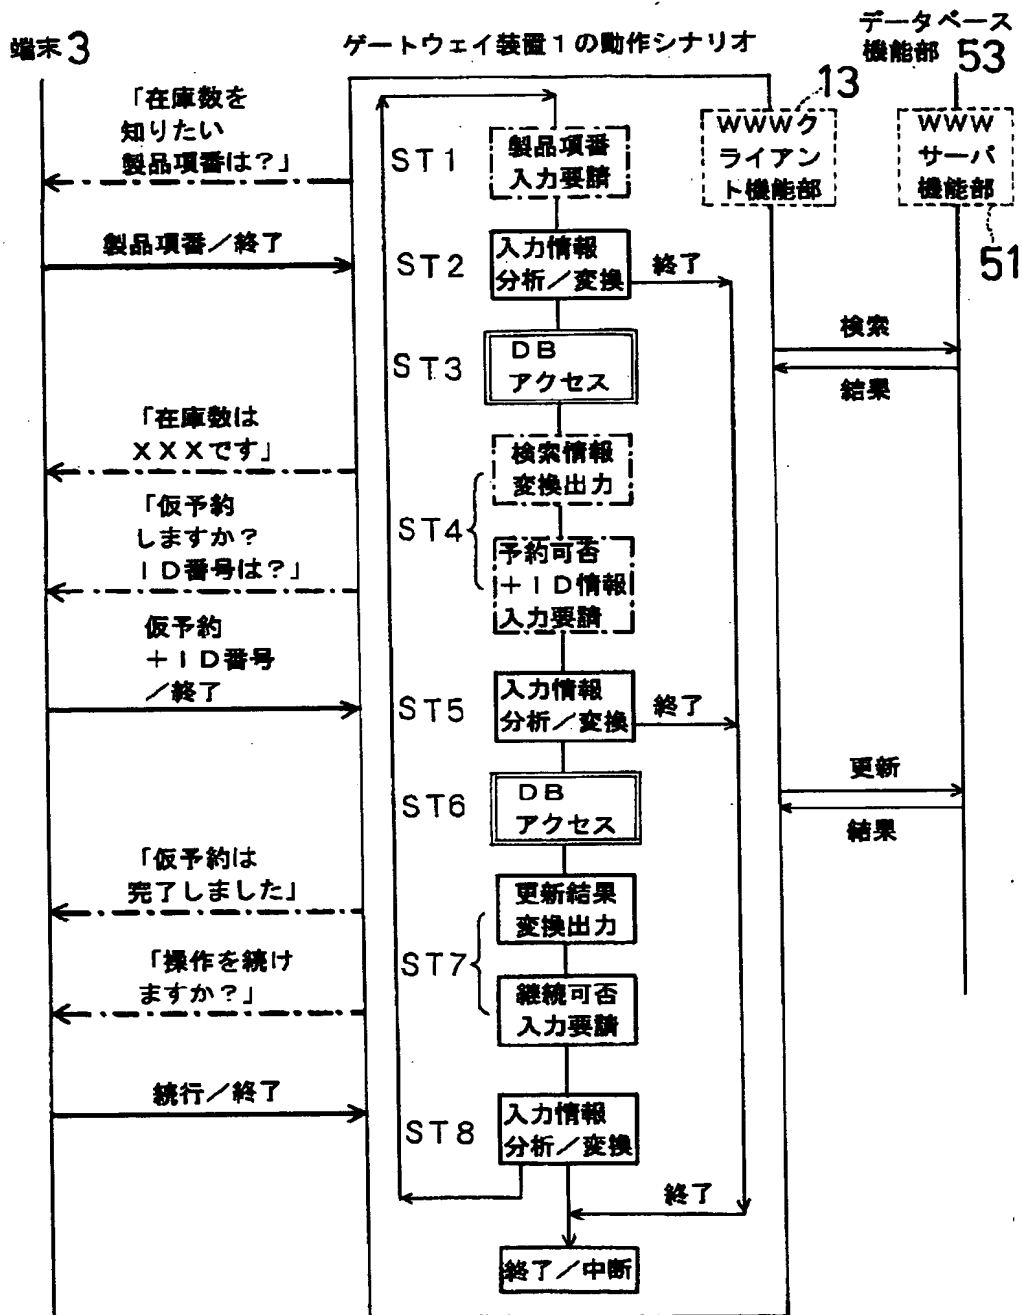 端末3
ゲートウェイ装置1の動作シナリオ
データベース
機能部 53
13
WWWク
ライアン
ト機能部
WWW
サーバ
機能部
51
「在庫数を
知りたい
製品項番は?」
ST1
製品項番
入力要請
製品項番/終了
ST2
入力情報
分析/変換
終了
検索
ST3
DB
アクセス
結果
「在庫数は
XXXです」
ST4
検索情報
変換出力
「仮予約
しますか?
ID番号は?」
予約可否
+ID情報
入力要請
仮予約
+ID番号
/終了
ST5
入力情報
分析/変換
終了
更新
ST6
DB
アクセス
結果
「仮予約は
完了しました」
ST7
更新結果
変換出力
「操作を続け
ますか?」
継続可否
入力要請
続行/終了
ST8
入力情報
分析/変換
終了
終了/中断